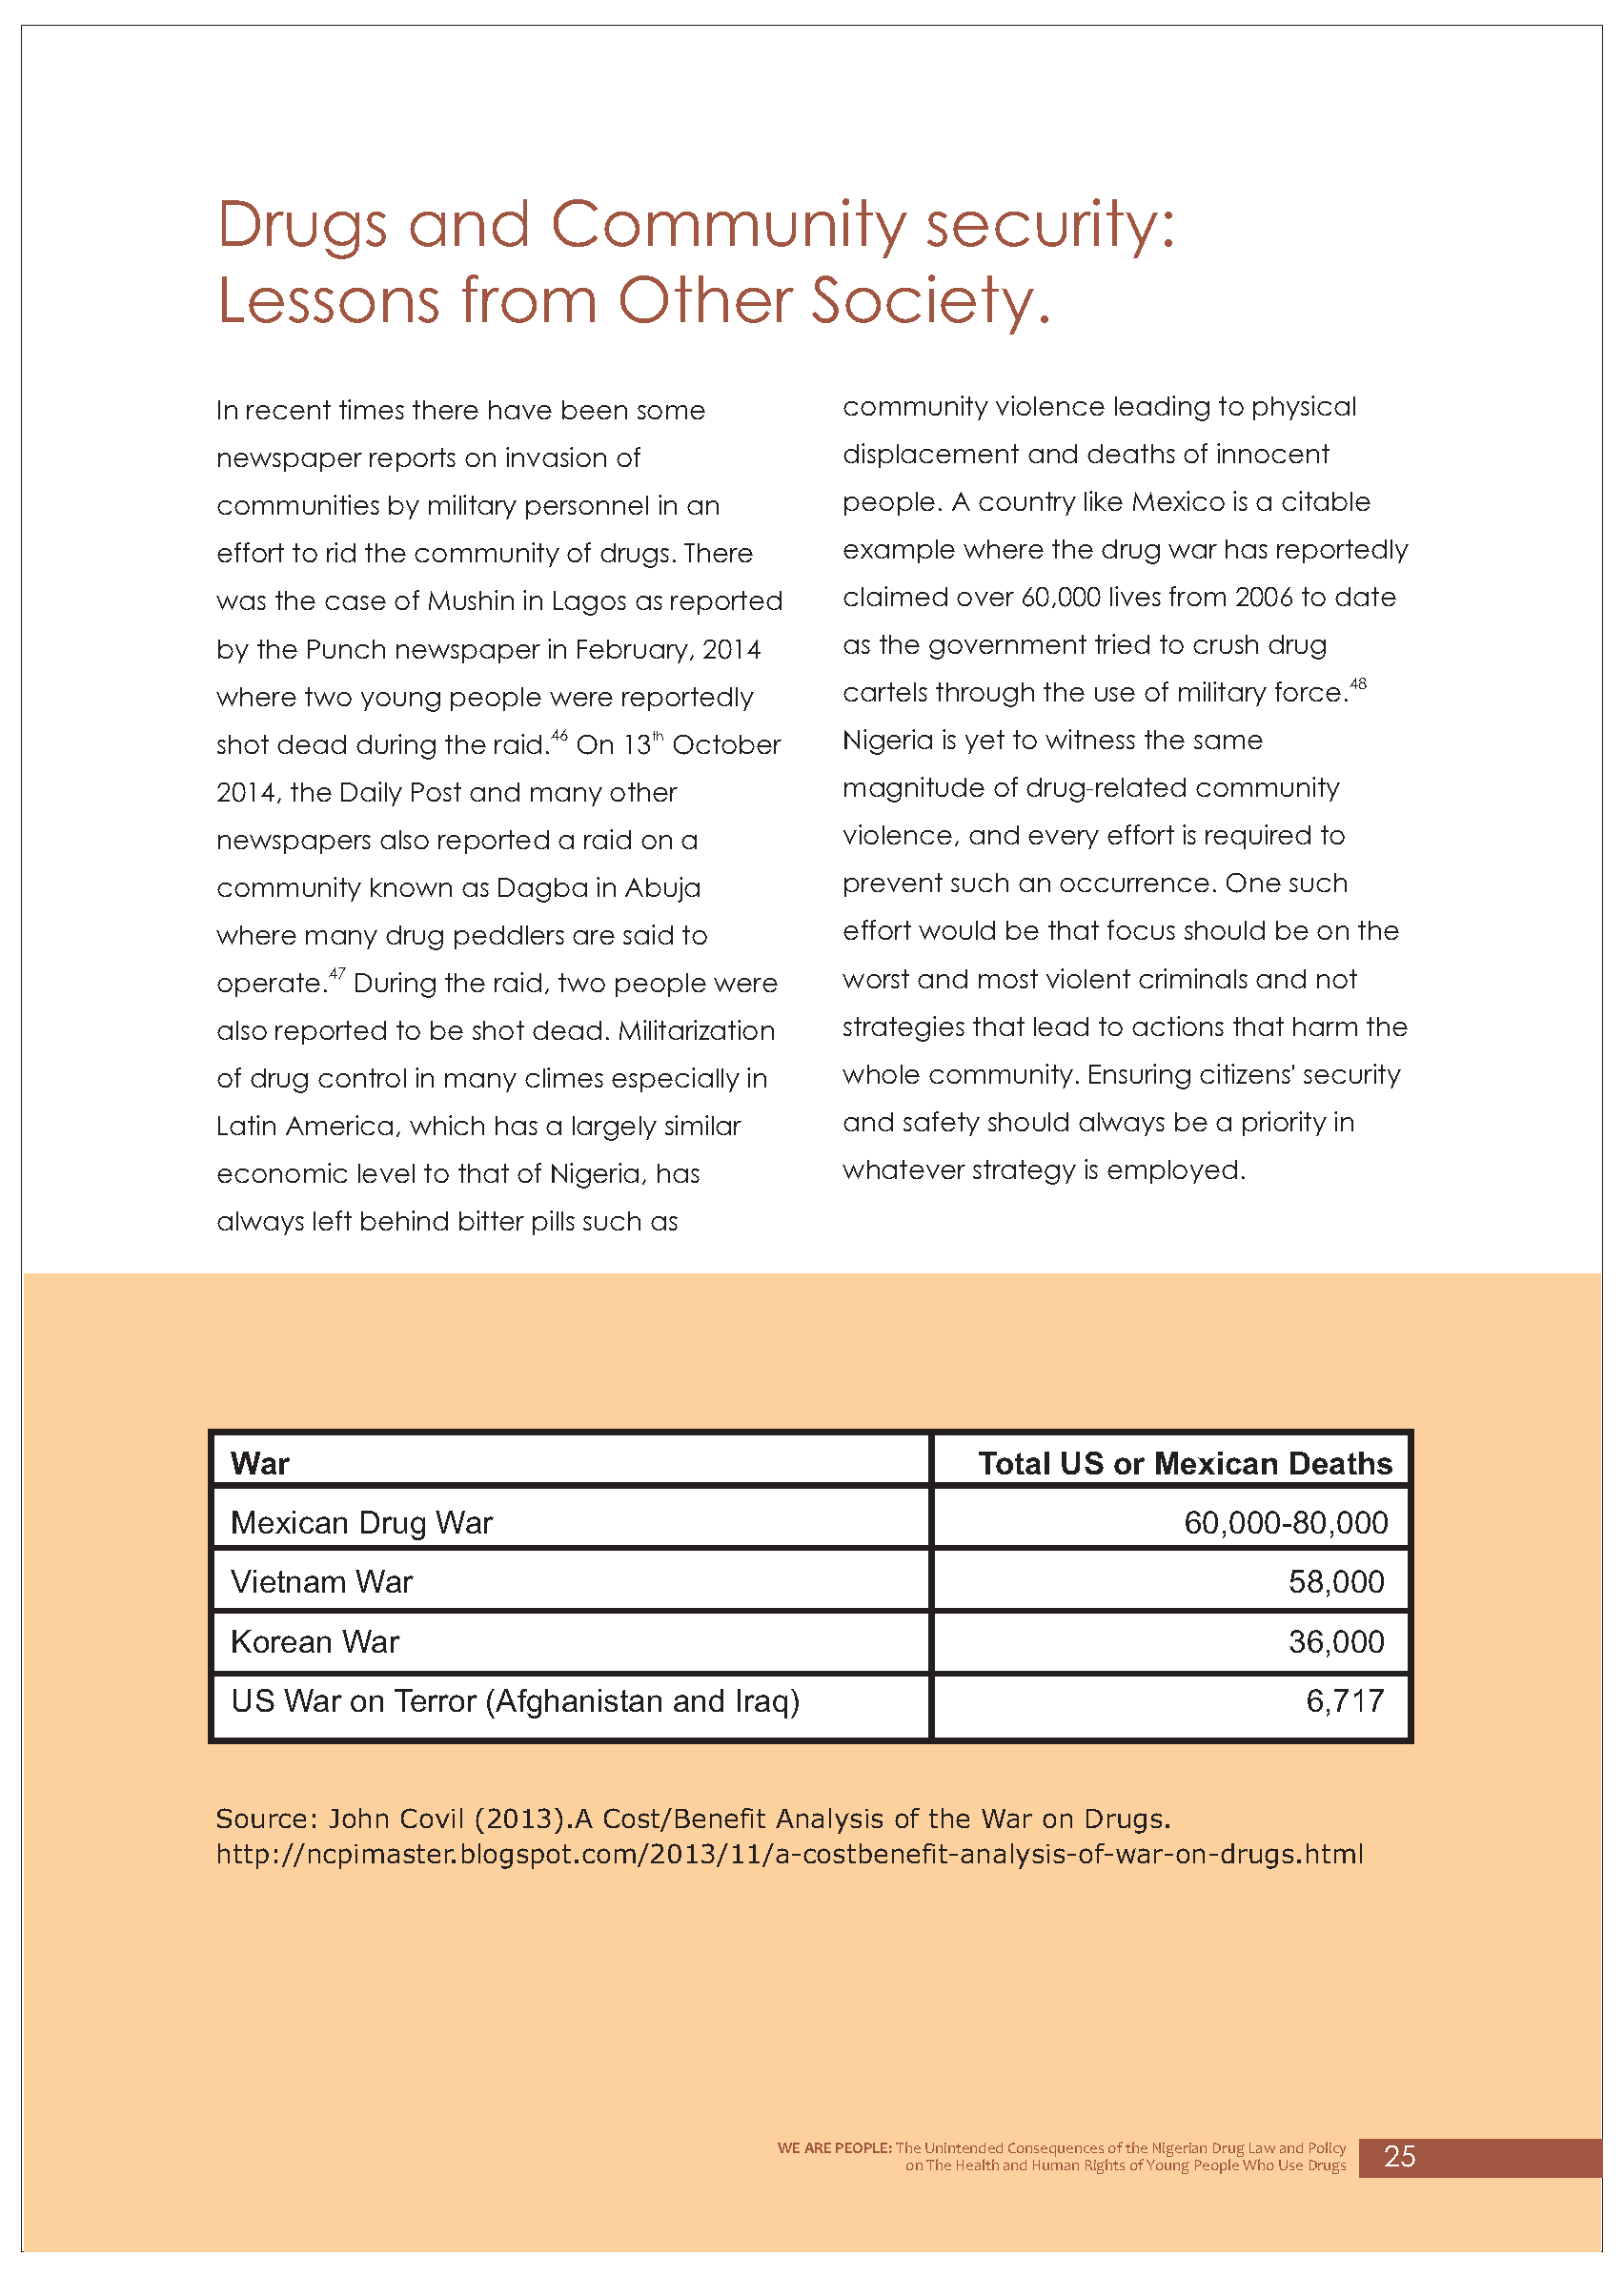 Drugs and Community security:
Lessons from Other Society.
In recent times there have been some
newspaper reports on invasion of
communities by military personnel in an
effort to rid the community of drugs. There
was the case of Mushin in Lagos as reported
by the Punch newspaper in February, 2014
where two young people were reportedly
shot dead during the raid.46 On 13th October
2014, the Daily Post and many other
newspapers also reported a raid on a
community known as Dagba in Abuja
where many drug peddlers are said to
operate.47 During the raid, two people were
also reported to be shot dead. Militarization
of drug control in many climes especially in
Latin America, which has a largely similar
economic level to that of Nigeria, has
always left behind bitter pills such as
community violence leading to physical
displacement and deaths of innocent
people. A country like Mexico is a citable
example where the drug war has reportedly
claimed over 60,000 lives from 2006 to date
as the government tried to crush drug
cartels through the use of military force.48
Nigeria is yet to witness the same
magnitude of drug-related community
violence, and every effort is required to
prevent such an occurrence. One such
effort would be that focus should be on the
worst and most violent criminals and not
strategies that lead to actions that harm the
whole community. Ensuring citizens' security
and safety should always be a priority in
whatever strategy is employed.
War Total US or Mexican Deaths
Mexican Drug War 60,000-80,000
Vietnam War 58,000
Korean War 36,000
US War on Terror (Afghanistan and Iraq) 6,717
Source: John Covil (2013).A Cost/Benefit Analysis of the War on Drugs.
http://ncpimaster.blogspot.com/2013/11/a-costbenefit-analysis-of-war-on-drugs.html
WE ARE PEOPLE: The Unintended Consequences of the Nigerian Drug Law and Policy
on The Health and Human Rights of Young People Who Use Drugs
25